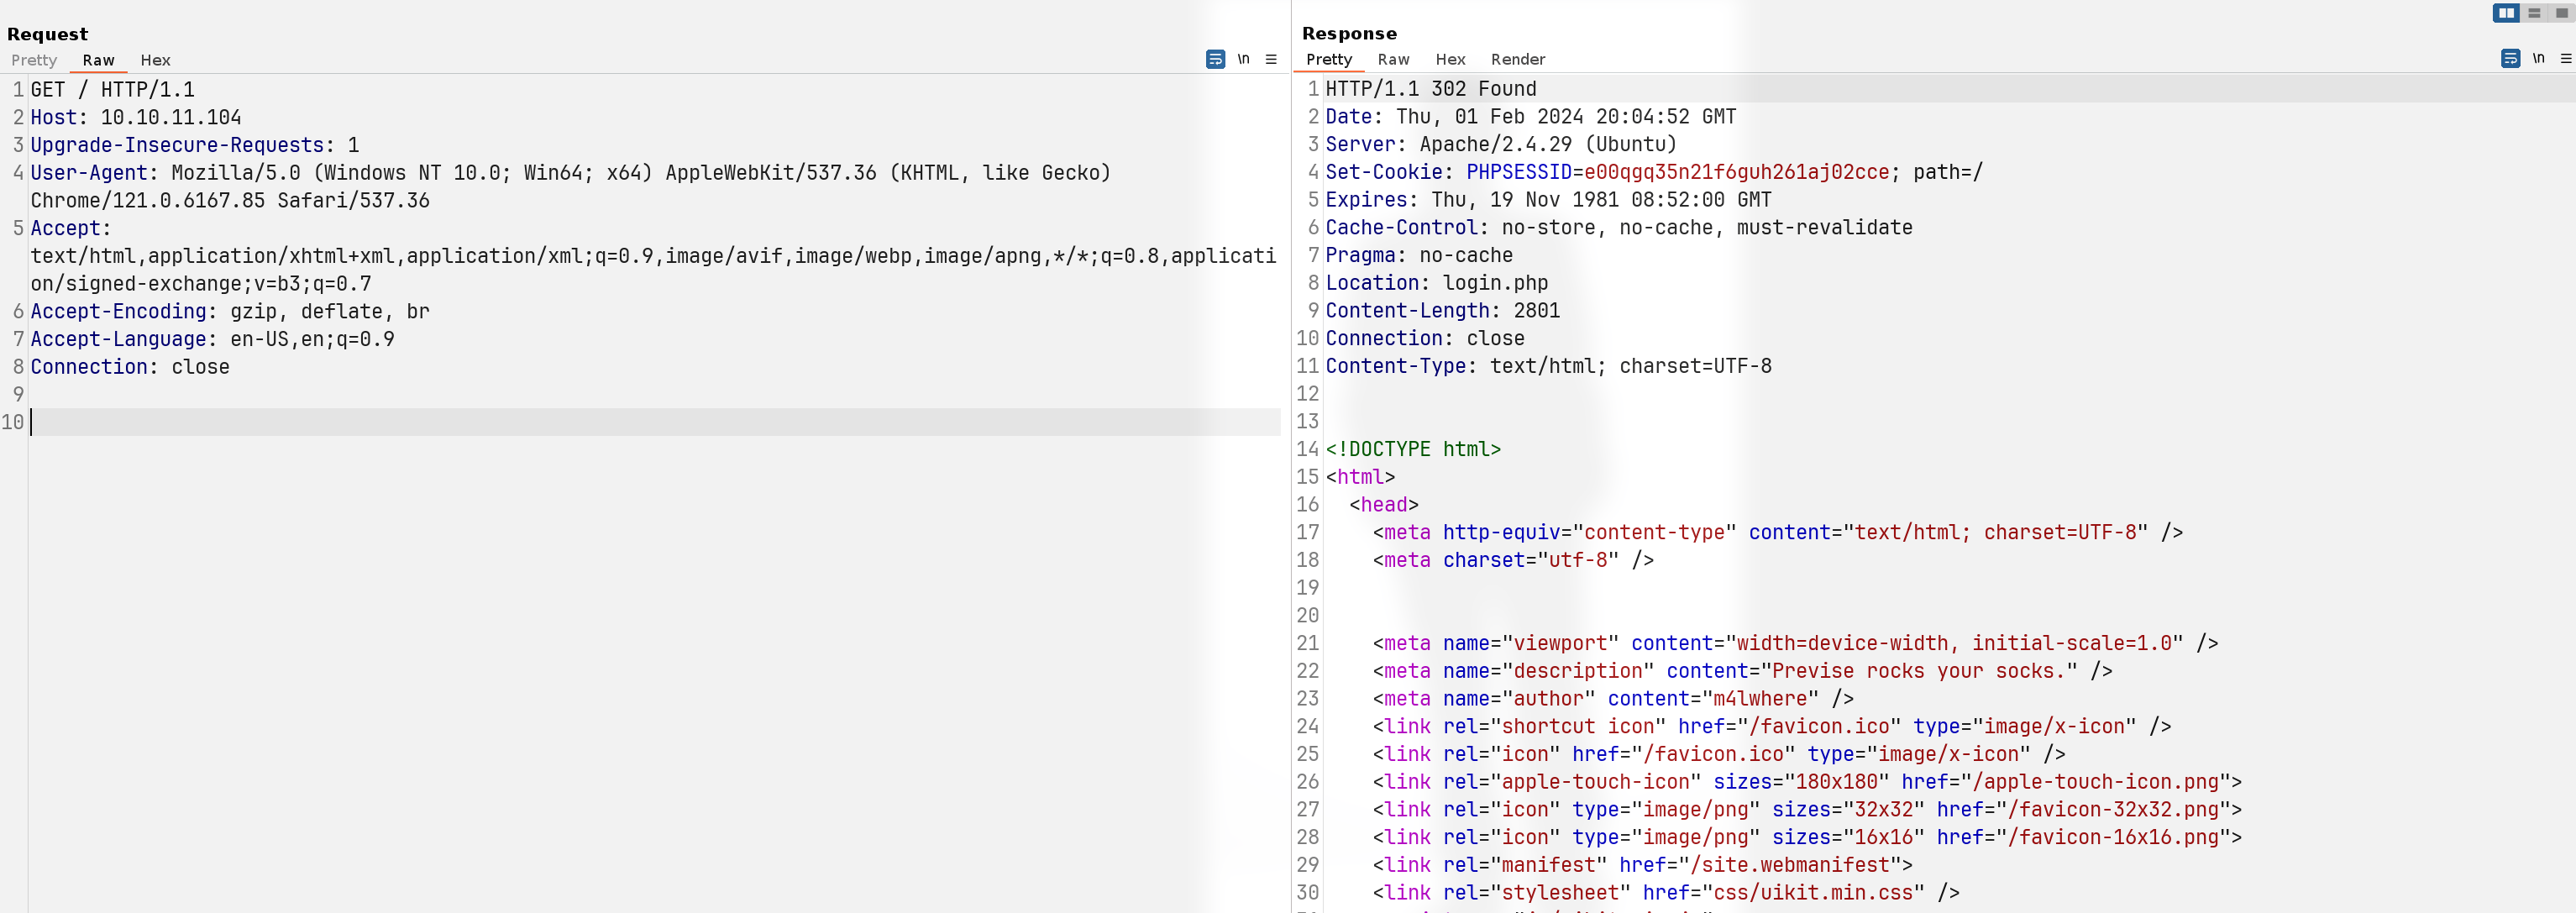 Request
Pretty Raw Hex \n
1 GET / HTTP/1.1
2 Host: 10.10.11.104
3 Upgrade-Insecure-Requests: 1
4 User-Agent: Mozilla/5.0 (Windows NT 10.0; Win64; x64) AppleWebKit/537.36 (KHTML, like Gecko)
Chrome/121.0.6167.85 Safari/537.36
5 Accept:
text/html,application/xhtml+xml,application/xml;q=0.9,image/avif,image/webp,image/apng,*/*;q=0.8,applicati
on/signed-exchange;v=b3;q=0.7
6 Accept-Encoding: gzip, deflate, br
7 Accept-Language: en-US,en;q=0.9
8 Connection: close
9
10
Response
Pretty Raw Hex Render \n
1 HTTP/1.1 302 Found
2 Date: Thu, 01 Feb 2024 20:04:52 GMT
3 Server: Apache/2.4.29 (Ubuntu)
4 Set-Cookie: PHPSESSID=e00qgq35n21f6guh261aj02cce; path=/
5 Expires: Thu, 19 Nov 1981 08:52:00 GMT
6 Cache-Control: no-store, no-cache, must-revalidate
7 Pragma: no-cache
8 Location: login.php
9 Content-Length: 2801
10 Connection: close
11 Content-Type: text/html; charset=UTF-8
12
13
14 <!DOCTYPE html>
15 <html>
16 <head>
17 <meta http-equiv="content-type" content="text/html; charset=UTF-8" />
18 <meta charset="utf-8" />
19
20
21 <meta name="viewport" content="width=device-width, initial-scale=1.0" />
22 <meta name="description" content="Previse rocks your socks." />
23 <meta name="author" content="m4lwhere" />
24 <link rel="shortcut icon" href="/favicon.ico" type="image/x-icon" />
25 <link rel="icon" href="/favicon.ico" type="image/x-icon" />
26 <link rel="apple-touch-icon" sizes="180x180" href="/apple-touch-icon.png">
27 <link rel="icon" type="image/png" sizes="32x32" href="/favicon-32x32.png">
28 <link rel="icon" type="image/png" sizes="16x16" href="/favicon-16x16.png">
29 <link rel="manifest" href="/site.webmanifest">
30 <link rel="stylesheet" href="css/uikit.min.css" />